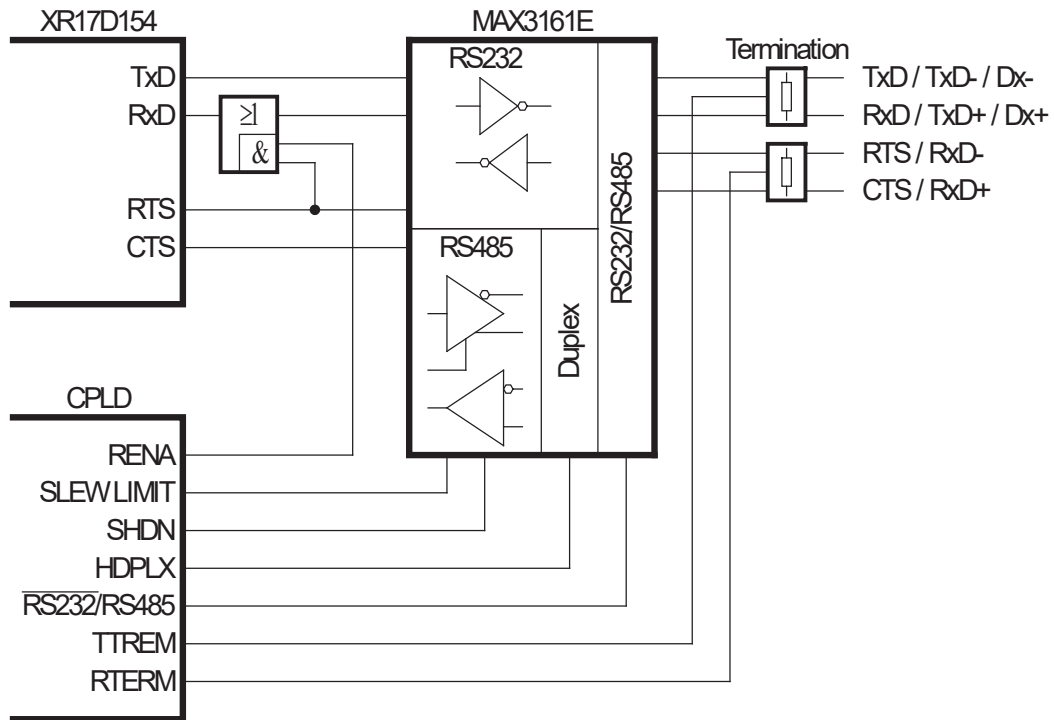 XR17D154
MAX3161E
TxD
RxD
RTS
CTS
≥1
&
RS232
RS485
Duplex
RS232/RS485
Termination
TxD / TxD- / Dx-
RxD / TxD+ / Dx+
RTS / RxD-
CTS / RxD+
CPLD
RENA
SLEW LIMIT
SHDN
HDPLX
RS232/RS485
TTREM
RTERM